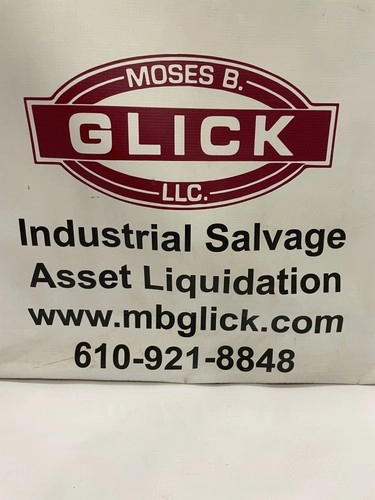 MOSES B.
GLICK
LLC.
Industrial Salvage
Asset Liquidation
www.mbglick.com
610-921-8848